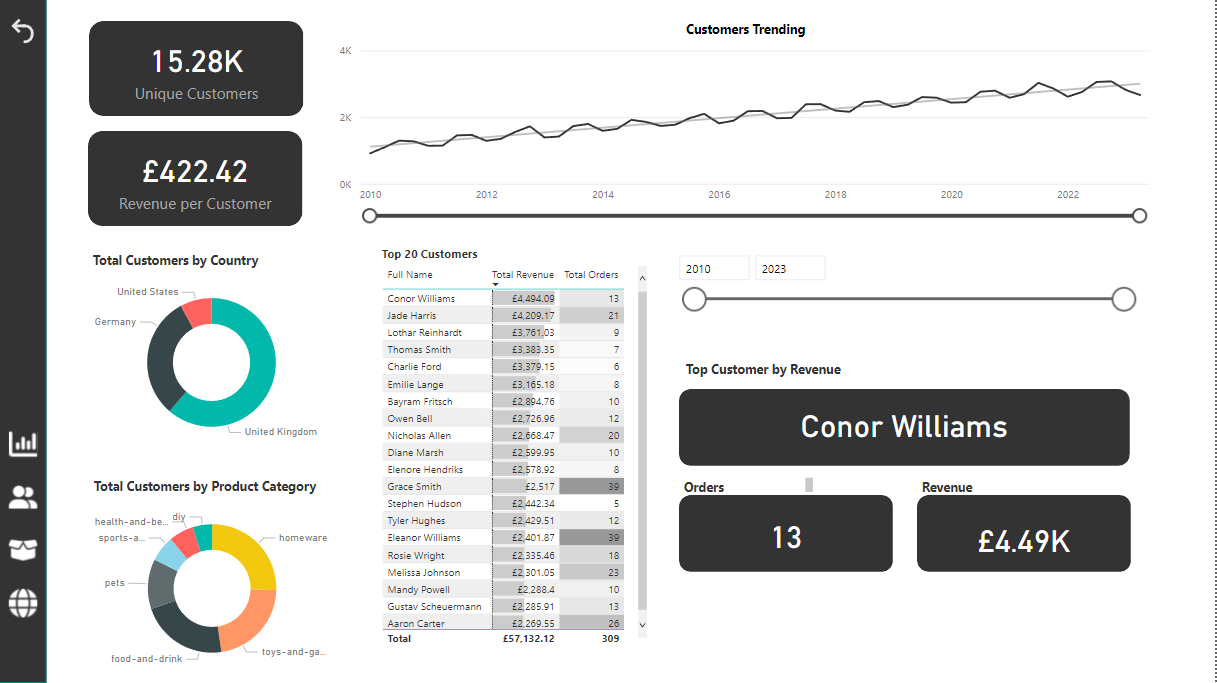 15.28K
Unique Customers
£422.42
Revenue per Customer
Customers Trending
4K
2K
0K
2010 2012 2014 2016 2018 2020 2022
Total Customers by Country
United States
Germany
United Kingdom
Total Customers by Product Category
diy
health-and-be...
sports-a...
homeware
pets
toys-and-ga...
food-and-drink
Top 20 Customers
Full Name Total Revenue Total Orders
Conor Williams £4,494.09 13
Jade Harris £4,209.17 21
Lothar Reinhardt £3,761.03 9
Thomas Smith £3,383.35 7
Charlie Ford £3,379.15 6
Emilie Lange £3,165.18 8
Bayram Fritsch £2,894.76 10
Owen Bell £2,726.96 12
Nicholas Allen £2,668.47 20
Diane Marsh £2,599.95 10
Elenore Hendriks £2,578.92 8
Grace Smith £2,517 39
Stephen Hudson £2,442.34 5
Tyler Hughes £2,429.51 12
Eleanor Williams £2,401.87 39
Rosie Wright £2,335.46 18
Melissa Johnson £2,301.05 23
Mandy Powell £2,288.4 10
Gustav Scheuermann £2,285.91 13
Aaron Carter £2,269.55 26
Total £57,132.12 309
2010 2023
Top Customer by Revenue
Conor Williams
Orders
13
Revenue
£4.49K